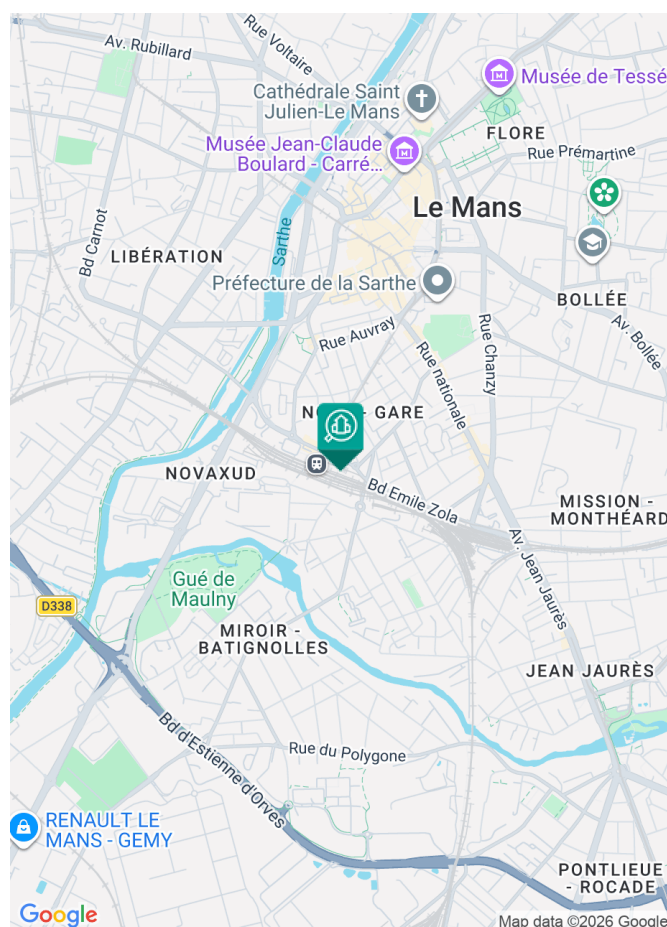 Av. Rubillard
Rue Voltaire
Cathédrale Saint
Julien-Le Mans
Musée de Tessé
FLORE
Musée Jean-Claude
Boulard - Carré...
Rue Prémartine
Le Mans
Bd Carnot
LIBÉRATION
Sarthe
Préfecture de la Sarthe
BOLLÉE
Av. Bollée
Rue Auvray
Rue nationale
Rue Chanzy
GARE
NOVAXUD
Bd Emile Zola
MISSION -
MONTHÉARD
Av. Jean Jaurès
Gué de
Maulny
D338
MIROIR -
BATIGNOLLES
JEAN JAURÈS
Bd d'Estienne d'Orves
Rue du Polygone
RENAULT LE
MANS - GEMY
PONTLIEUE
- ROCADE
Google
Map data ©2026 Google